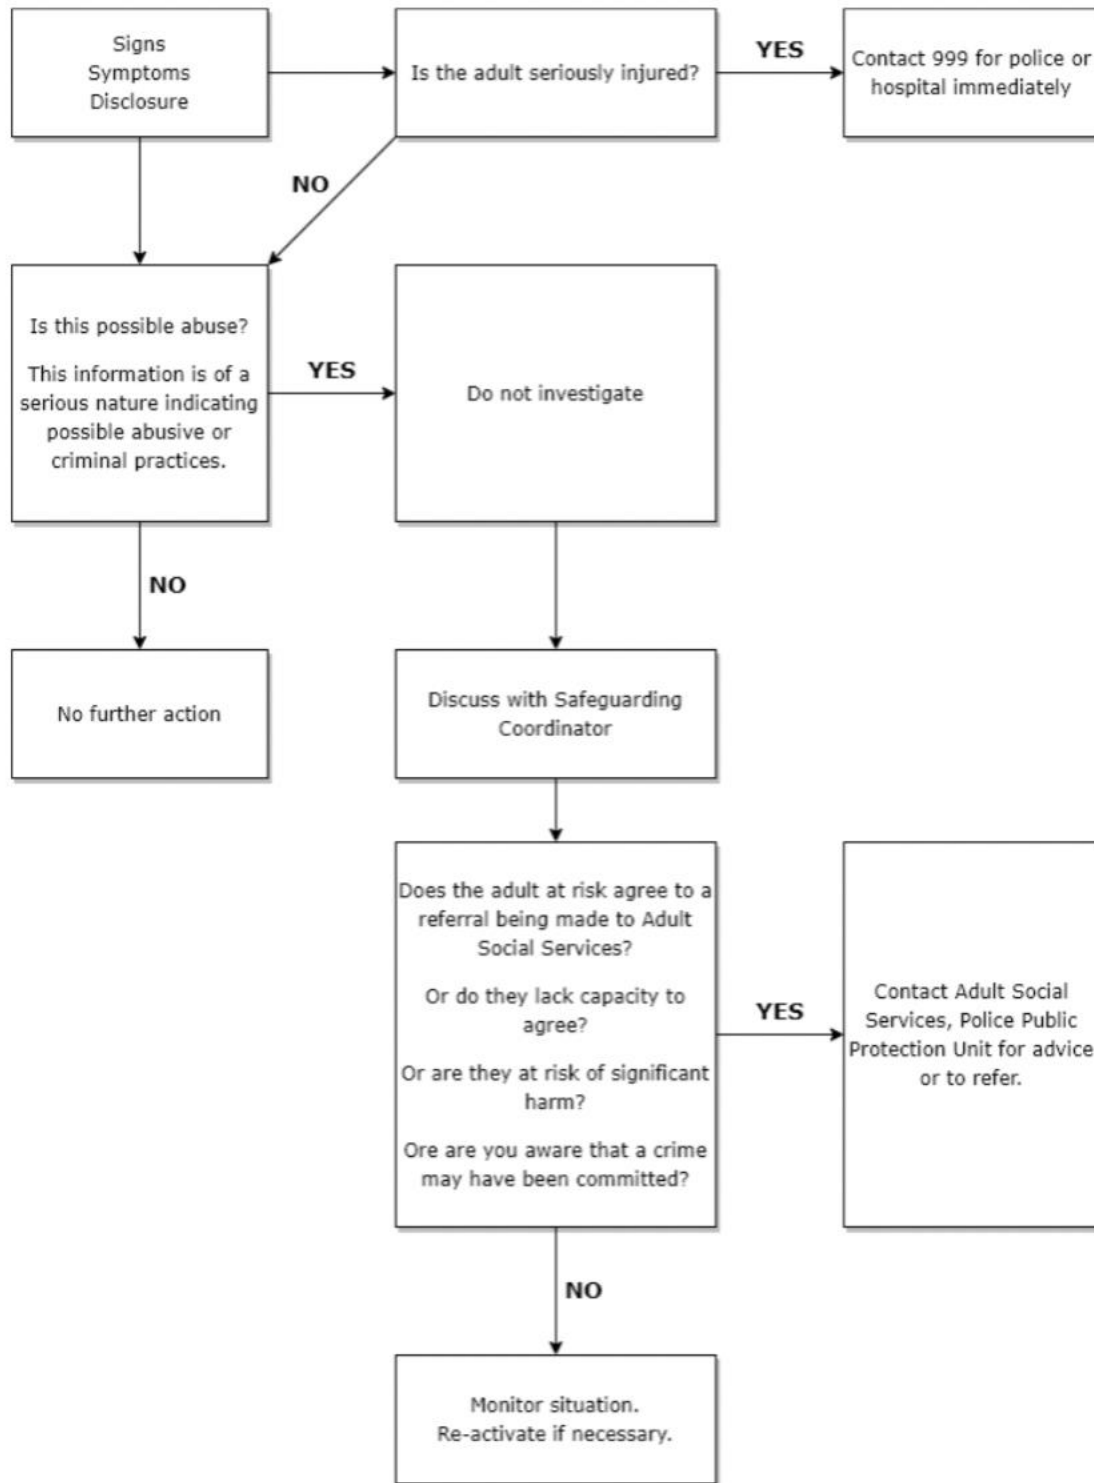 Signs
Symptoms
Disclosure
Is the adult seriously injured?
YES
Contact 999 for police or
hospital immediately
NO
Is this possible abuse?
This information is of a
serious nature indicating
possible abusive or
criminal practices.
YES
Do not investigate
NO
No further action
Discuss with Safeguarding
Coordinator
Does the adult at risk agree to a
referral being made to Adult
Social Services?
Or do they lack capacity to
agree?
Or are they at risk of significant
harm?
Ore are you aware that a crime
may have been committed?
YES
Contact Adult Social
Services, Police Public
Protection Unit for advice
or to refer.
NO
Monitor situation.
Re-activate if necessary.